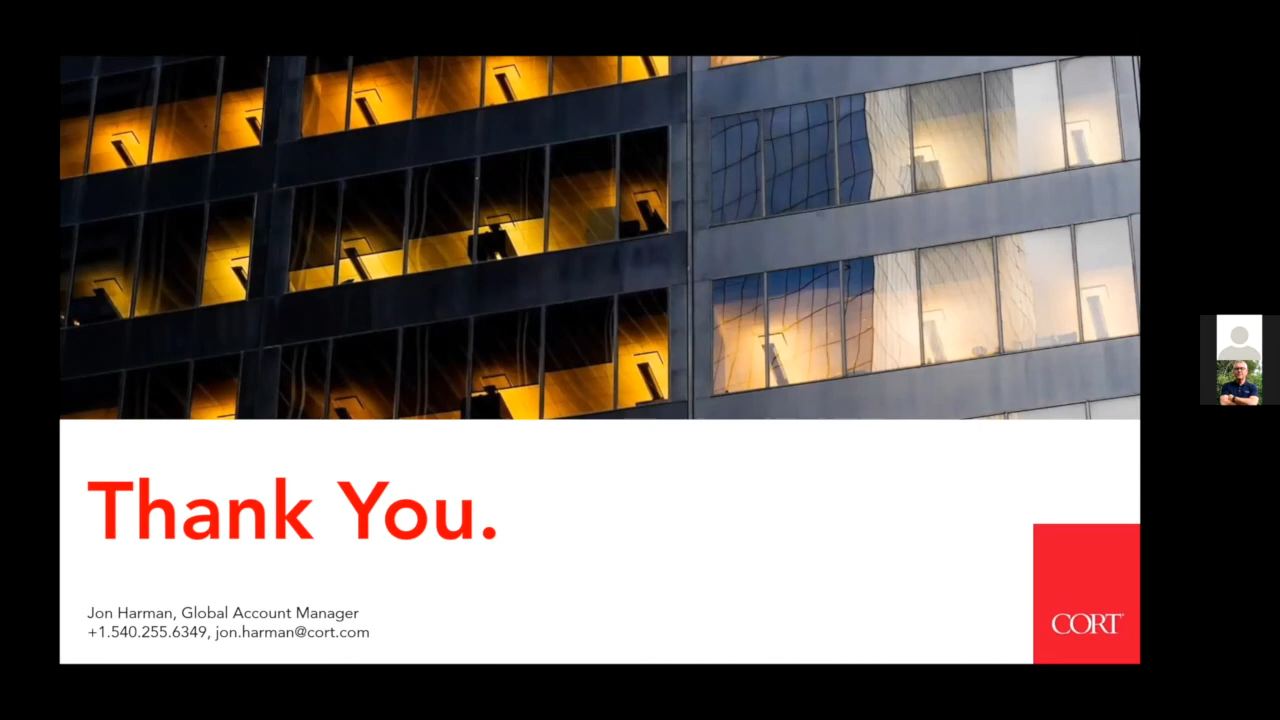 Thank You.
Jon Harman, Global Account Manager
+1.540.255.6349, jon.harman@cort.com
CORT